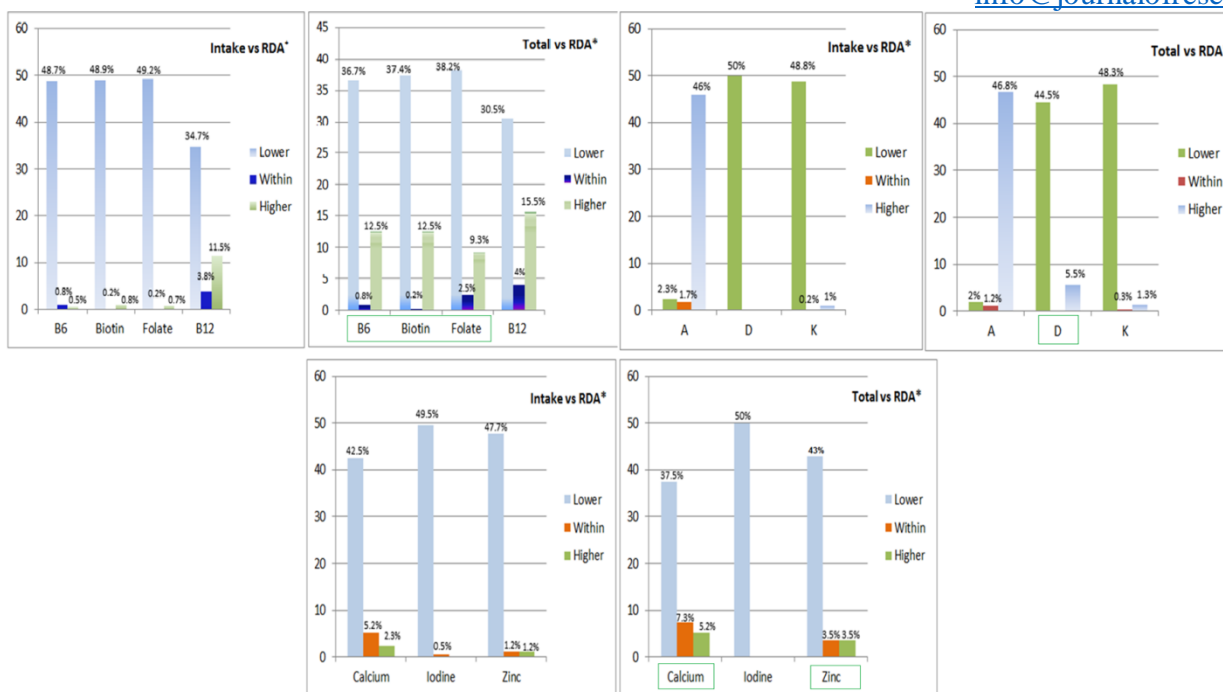 info@journalofresea
Intake vs RDA*
60
50
40
30
20
10
0
48.7%
48.9%
49.2%
34.7%
0.8%
0.5%
0.2%
0.8%
0.2%
0.7%
3.8%
11.5%
B6
Biotin
Folate
B12
Lower
Within
Higher
Total vs RDA*
45
40
35
30
25
20
15
10
5
0
36.7%
37.4%
38.2%
30.5%
0.8%
12.5%
0.2%
12.5%
2.5%
9.3%
4%
15.5%
B6
Biotin
Folate
B12
Lower
Within
Higher
Intake vs RDA*
60
50
40
30
20
10
0
2.3%
1.7%
46%
50%
48.8%
0.2%
1%
A
D
K
Lower
Within
Higher
Total vs RDA
60
50
40
30
20
10
0
2%
1.2%
46.8%
44.5%
5.5%
48.3%
0.3%
1.3%
A
D
K
Lower
Within
Higher
Intake vs RDA*
60
50
40
30
20
10
0
42.5%
5.2%
2.3%
49.5%
0.5%
47.7%
1.2%
1.2%
Calcium
Iodine
Zinc
Lower
Within
Higher
Total vs RDA*
60
50
40
30
20
10
0
37.5%
7.3%
5.2%
50%
43%
3.5%
3.5%
Calcium
Iodine
Zinc
Lower
Within
Higher